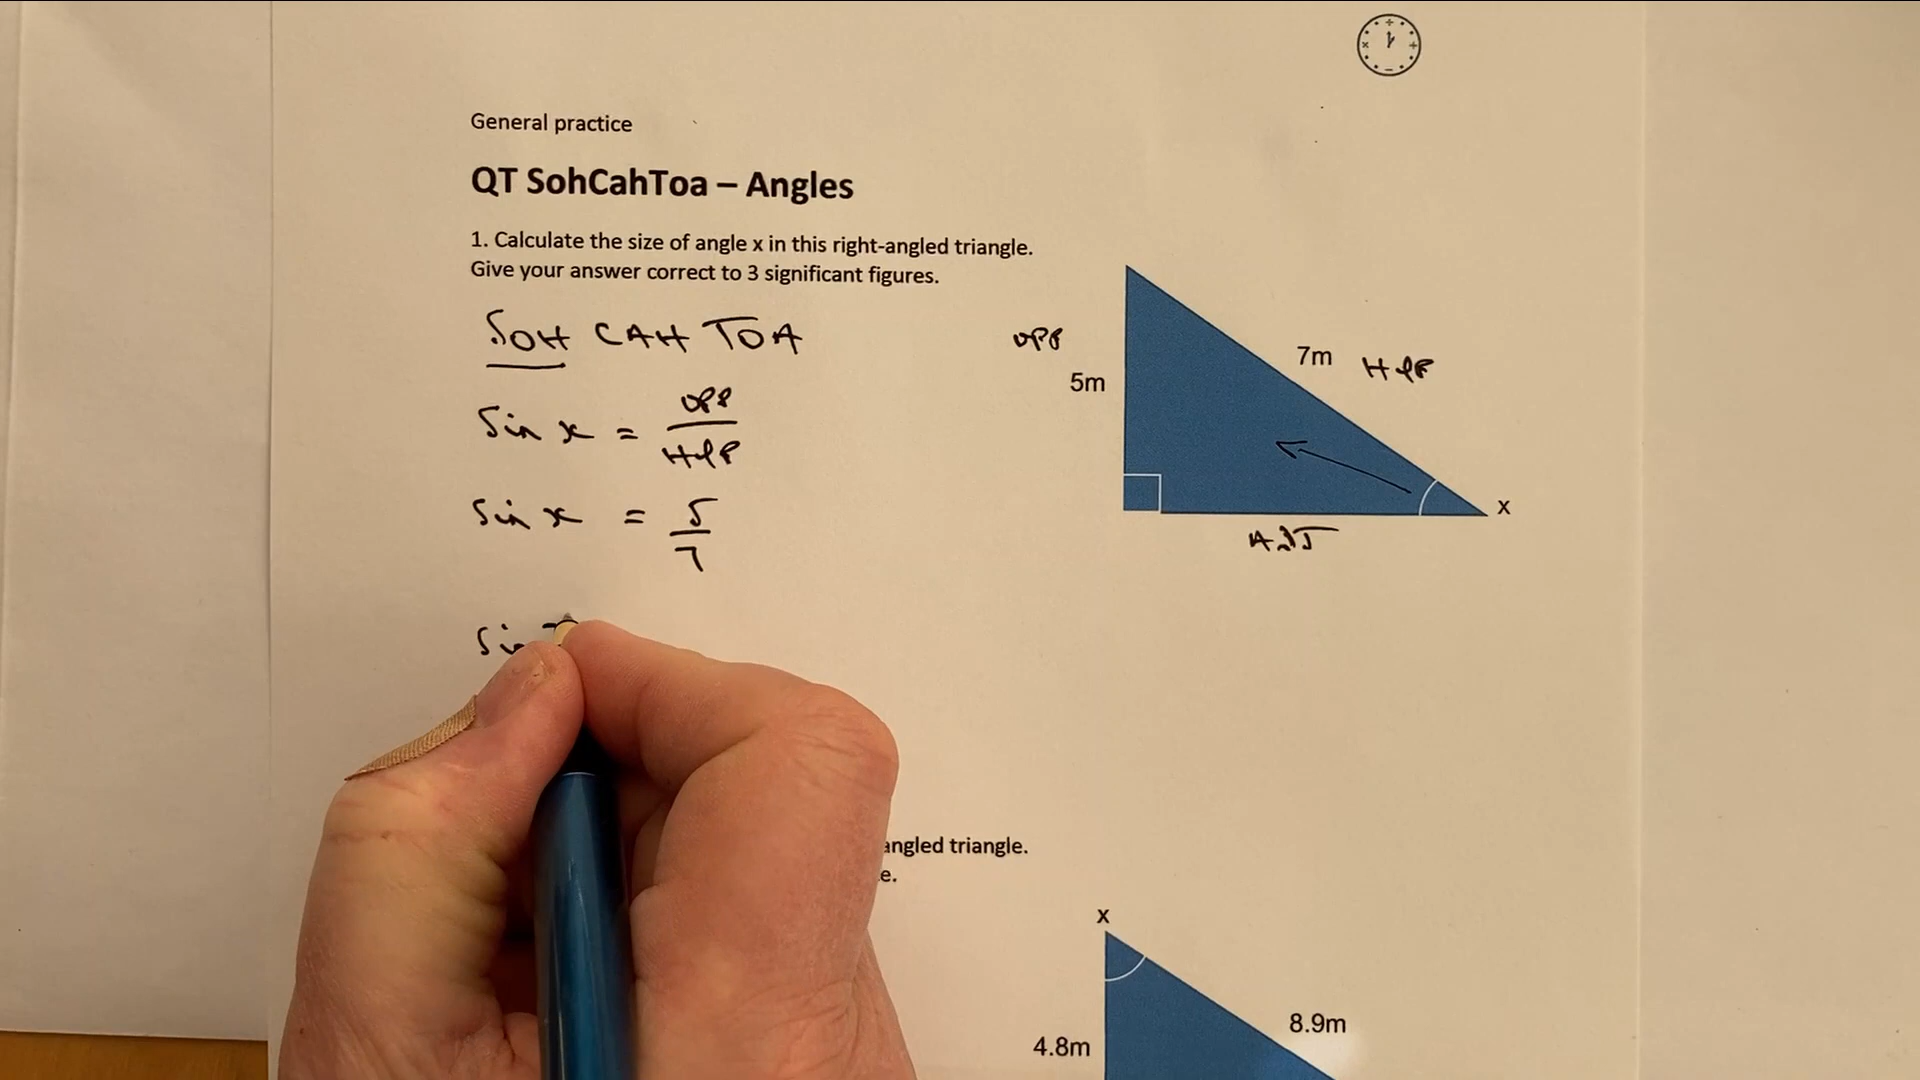 General practice
QT SohCahToa – Angles
1. Calculate the size of angle x in this right-angled triangle.
Give your answer correct to 3 significant figures.
SOH CAH TOA
Sin x = OPP
HYP
Sin x = 5
7
OPP
5m
7m HYP
x
ADJ
Sin
angled triangle.
e.
x
4.8m
8.9m